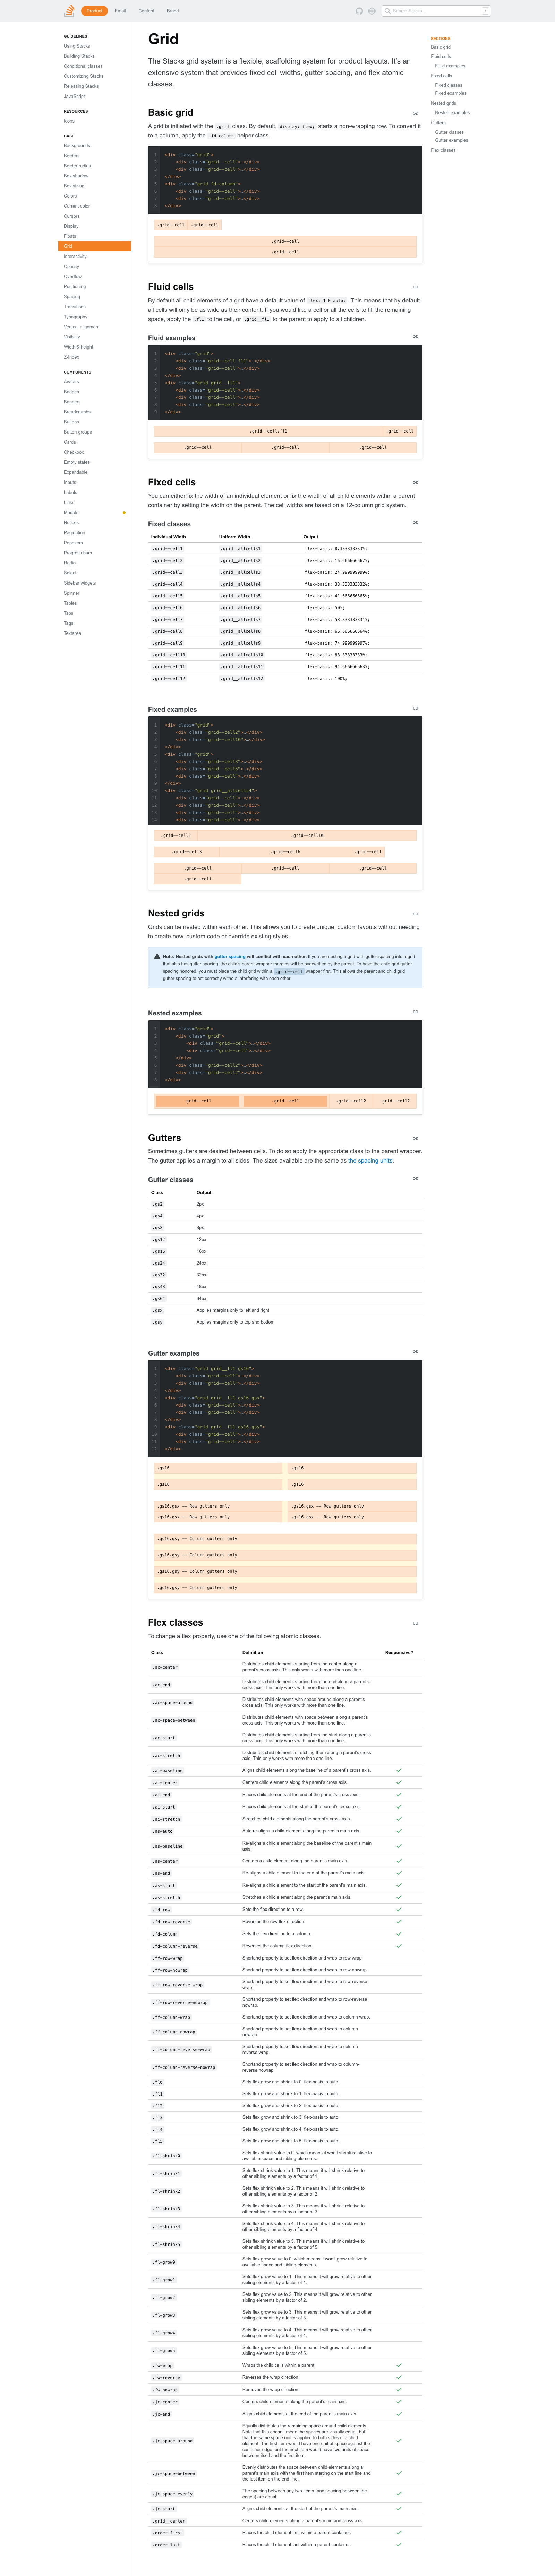 Product Email Content Brand
Search Stacks…
/
GUIDELINES
Using Stacks
Building Stacks
Conditional classes
Customizing Stacks
Releasing Stacks
JavaScript
RESOURCES
Icons
BASE
Backgrounds
Borders
Border radius
Box shadow
Box sizing
Colors
Current color
Cursors
Display
Floats
Grid
Interactivity
Opacity
Overflow
Positioning
Spacing
Transitions
Typography
Vertical alignment
Visibility
Width & height
Z-index
COMPONENTS
Avatars
Badges
Banners
Breadcrumbs
Buttons
Button groups
Cards
Checkbox
Empty states
Expandable
Inputs
Labels
Links
Modals
Notices
Pagination
Popovers
Progress bars
Radio
Select
Sidebar widgets
Spinner
Tables
Tabs
Tags
Textarea
Grid
The Stacks grid system is a flexible, scaffolding system for product layouts. It's an
extensive system that provides fixed cell widths, gutter spacing, and flex atomic
classes.
SECTIONS
Basic grid
Fluid cells
Fluid examples
Fixed cells
Fixed classes
Fixed examples
Nested grids
Nested examples
Gutters
Gutter classes
Gutter examples
Flex classes
Basic grid
A grid is initiated with the .grid class. By default, display: flex; starts a non-wrapping row. To convert it
to a column, apply the .fd-column helper class.
1 <div class="grid">
2 <div class="grid--cell">…</div>
3 <div class="grid--cell">…</div>
4 </div>
5 <div class="grid fd-column">
6 <div class="grid--cell">…</div>
7 <div class="grid--cell">…</div>
8 </div>
.grid--cell .grid--cell
.grid--cell
.grid--cell
Fluid cells
By default all child element of a grid have a default value of flex: 1 0 auto; . This means that by default
all cells will only be as wide as their content. If you would like a cell or all the cells to fill the remaining
space, apply the .fl1 to the cell, or .grid__fl1 to the parent to apply to all children.
Fluid examples
1 <div class="grid">
2 <div class="grid--cell fl1">…</div>
3 <div class="grid--cell">…</div>
4 </div>
5 <div class="grid grid__fl1">
6 <div class="grid--cell">…</div>
7 <div class="grid--cell">…</div>
8 <div class="grid--cell">…</div>
9 </div>
.grid--cell.fl1 .grid--cell
.grid--cell .grid--cell .grid--cell
Fixed cells
You can either fix the width of an individual element or fix the width of all child elements within a parent
container by setting the width on the parent. The cell widths are based on a 12-column grid system.
Fixed classes
Individual Width Uniform Width Output
.grid--cell1 .grid__allcells1 flex-basis: 8.333333333%;
.grid--cell2 .grid__allcells2 flex-basis: 16.666666667%;
.grid--cell3 .grid__allcells3 flex-basis: 24.999999999%;
.grid--cell4 .grid__allcells4 flex-basis: 33.333333332%;
.grid--cell5 .grid__allcells5 flex-basis: 41.666666665%;
.grid--cell6 .grid__allcells6 flex-basis: 50%;
.grid--cell7 .grid__allcells7 flex-basis: 58.333333331%;
.grid--cell8 .grid__allcells8 flex-basis: 66.666666664%;
.grid--cell9 .grid__allcells9 flex-basis: 74.999999997%;
.grid--cell10 .grid__allcells10 flex-basis: 83.33333333%;
.grid--cell11 .grid__allcells11 flex-basis: 91.666666663%;
.grid--cell12 .grid__allcells12 flex-basis: 100%;
Fixed examples
1 <div class="grid">
2 <div class="grid--cell2">…</div>
3 <div class="grid--cell10">…</div>
4 </div>
5 <div class="grid">
6 <div class="grid--cell3">…</div>
7 <div class="grid--cell6">…</div>
8 <div class="grid--cell">…</div>
9 </div>
10 <div class="grid grid__allcells4">
11 <div class="grid--cell">…</div>
12 <div class="grid--cell">…</div>
13 <div class="grid--cell">…</div>
14 <div class="grid--cell">…</div>
.grid--cell2 .grid--cell10
.grid--cell3 .grid--cell6 .grid--cell
.grid--cell .grid--cell .grid--cell
.grid--cell
Nested grids
Grids can be nested within each other. This allows you to create unique, custom layouts without needing
to create new, custom code or override existing styles.
Note: Nested grids with gutter spacing will conflict with each other. If you are nesting a grid with gutter spacing into a grid
that also has gutter spacing, the child's parent wrapper margins will be overwritten by the parent. To have the child grid gutter
spacing honored, you must place the child grid within a .grid--cell wrapper first. This allows the parent and child grid
gutter spacing to act correctly without interfering with each other.
Nested examples
1 <div class="grid">
2 <div class="grid">
3 <div class="grid--cell">…</div>
4 <div class="grid--cell">…</div>
5 </div>
6 <div class="grid--cell2">…</div>
7 <div class="grid--cell2">…</div>
8 </div>
.grid--cell .grid--cell .grid--cell2 .grid--cell2
Gutters
Sometimes gutters are desired between cells. To do so apply the appropriate class to the parent wrapper.
The gutter applies a margin to all sides. The sizes available are the same as the spacing units.
Gutter classes
Class Output
.gs2 2px
.gs4 4px
.gs8 8px
.gs12 12px
.gs16 16px
.gs24 24px
.gs32 32px
.gs48 48px
.gs64 64px
.gsx Applies margins only to left and right
.gsy Applies margins only to top and bottom
Gutter examples
1 <div class="grid grid__fl1 gs16">
2 <div class="grid--cell">…</div>
3 <div class="grid--cell">…</div>
4 </div>
5 <div class="grid grid__fl1 gs16 gsx">
6 <div class="grid--cell">…</div>
7 <div class="grid--cell">…</div>
8 </div>
9 <div class="grid grid__fl1 gs16 gsy">
10 <div class="grid--cell">…</div>
11 <div class="grid--cell">…</div>
12 </div>
.gs16 .gs16
.gs16 .gs16
.gs16.gsx -- Row gutters only .gs16.gsx -- Row gutters only
.gs16.gsx -- Row gutters only .gs16.gsx -- Row gutters only
.gs16.gsy -- Column gutters only
.gs16.gsy -- Column gutters only
.gs16.gsy -- Column gutters only
.gs16.gsy -- Column gutters only
Flex classes
To change a flex property, use one of the following atomic classes.
Class Definition Responsive?
.ac-center Distributes child elements starting from the center along a
parent's cross axis. This only works with more than one line.
.ac-end Distributes child elements starting from the end along a parent's
cross axis. This only works with more than one line.
.ac-space-around Distributes child elements with space around along a parent's
cross axis. This only works with more than one line.
.ac-space-between Distributes child elements with space between along a parent's
cross axis. This only works with more than one line.
.ac-start Distributes child elements starting from the start along a parent's
cross axis. This only works with more than one line.
.ac-stretch Distributes child elements stretching them along a parent's cross
axis. This only works with more than one line.
.ai-baseline Aligns child elements along the baseline of a parent's cross axis.
.ai-center Centers child elements along the parent's cross axis.
.ai-end Places child elements at the end of the parent's cross axis.
.ai-start Places child elements at the start of the parent's cross axis.
.ai-stretch Stretches child elements along the parent's cross axis.
.as-auto Auto re-aligns a child element along the parent's main axis.
.as-baseline Re-aligns a child element along the baseline of the parent's main
axis.
.as-center Centers a child element along the parent's main axis.
.as-end Re-aligns a child element to the end of the parent's main axis.
.as-start Re-aligns a child element to the start of the parent's main axis.
.as-stretch Stretches a child element along the parent's main axis.
.fd-row Sets the flex direction to a row.
.fd-row-reverse Reverses the row flex direction.
.fd-column Sets the flex direction to a column.
.fd-column-reverse Reverses the column flex direction.
.ff-row-wrap Shortand property to set flex direction and wrap to row wrap.
.ff-row-nowrap Shortand property to set flex direction and wrap to row nowrap.
.ff-row-reverse-wrap Shortand property to set flex direction and wrap to row-reverse
wrap.
.ff-row-reverse-nowrap Shortand property to set flex direction and wrap to row-reverse
nowrap.
.ff-column-wrap Shortand property to set flex direction and wrap to column wrap.
.ff-column-nowrap Shortand property to set flex direction and wrap to column
nowrap.
.ff-column-reverse-wrap Shortand property to set flex direction and wrap to column-
reverse wrap.
.ff-column-reverse-nowrap Shortand property to set flex direction and wrap to column-
reverse nowrap.
.fl0 Sets flex grow and shrink to 0, flex-basis to auto.
.fl1 Sets flex grow and shrink to 1, flex-basis to auto.
.fl2 Sets flex grow and shrink to 2, flex-basis to auto.
.fl3 Sets flex grow and shrink to 3, flex-basis to auto.
.fl4 Sets flex grow and shrink to 4, flex-basis to auto.
.fl5 Sets flex grow and shrink to 5, flex-basis to auto.
.fl-shrink0 Sets flex shrink value to 0, which means it won't shrink relative to
available space and sibling elements.
.fl-shrink1 Sets flex shrink value to 1. This means it will shrink relative to
other sibling elements by a factor of 1.
.fl-shrink2 Sets flex shrink value to 2. This means it will shrink relative to
other sibling elements by a factor of 2.
.fl-shrink3 Sets flex shrink value to 3. This means it will shrink relative to
other sibling elements by a factor of 3.
.fl-shrink4 Sets flex shrink value to 4. This means it will shrink relative to
other sibling elements by a factor of 4.
.fl-shrink5 Sets flex shrink value to 5. This means it will shrink relative to
other sibling elements by a factor of 5.
.fl-grow0 Sets flex grow value to 0, which means it won't grow relative to
available space and sibling elements.
.fl-grow1 Sets flex grow value to 1. This means it will grow relative to other
sibling elements by a factor of 1.
.fl-grow2 Sets flex grow value to 2. This means it will grow relative to other
sibling elements by a factor of 2.
.fl-grow3 Sets flex grow value to 3. This means it will grow relative to other
sibling elements by a factor of 3.
.fl-grow4 Sets flex grow value to 4. This means it will grow relative to other
sibling elements by a factor of 4.
.fl-grow5 Sets flex grow value to 5. This means it will grow relative to other
sibling elements by a factor of 5.
.fw-wrap Wraps the child cells within a parent.
.fw-reverse Reverses the wrap direction.
.fw-nowrap Removes the wrap direction.
.jc-center Centers child elements along the parent's main axis.
.jc-end Aligns child elements at the end of the parent's main axis.
.jc-space-around Equally distributes the remaining space around child elements.
Note that this doesn't mean the spaces are visually equal, but
that the same space unit is applied to both sides of a child
element. The first item would have one unit of space against the
container edge, but the next item would have two units of space
between itself and the first item.
.jc-space-between Evenly distributes the space between child elements along a
parent's main axis with the first item starting on the start line and
the last item on the end line.
.jc-space-evenly The spacing between any two items (and spacing between the
edges) are equal.
.jc-start Aligns child elements at the start of the parent's main axis
.grid__center Centers child elements along a parent's main and cross axis.
.order-first Places the child element first within a parent container
.order-last Places the child element last within a parent container.